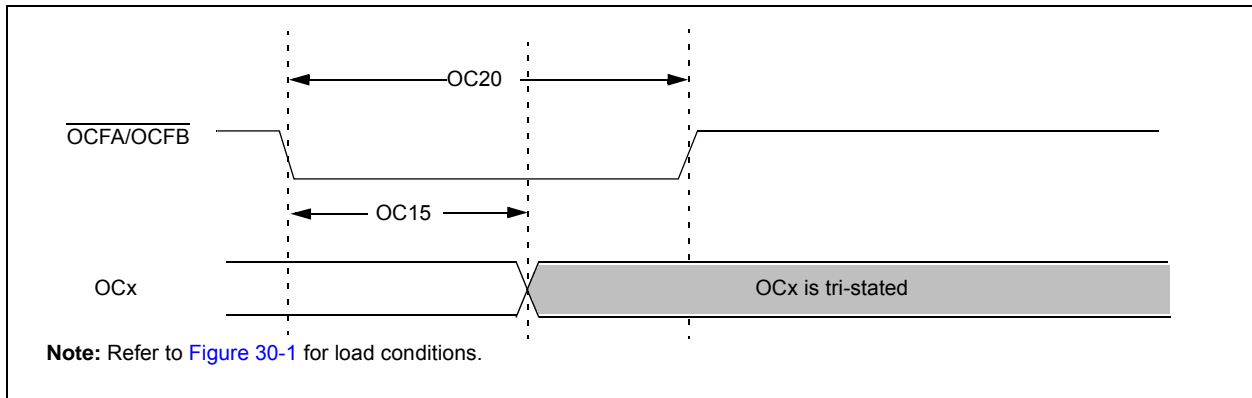 OC20
OCFA/OCFB
OC15
OCx
OCx is tri-stated
Note: Refer to Figure 30-1 for load conditions.